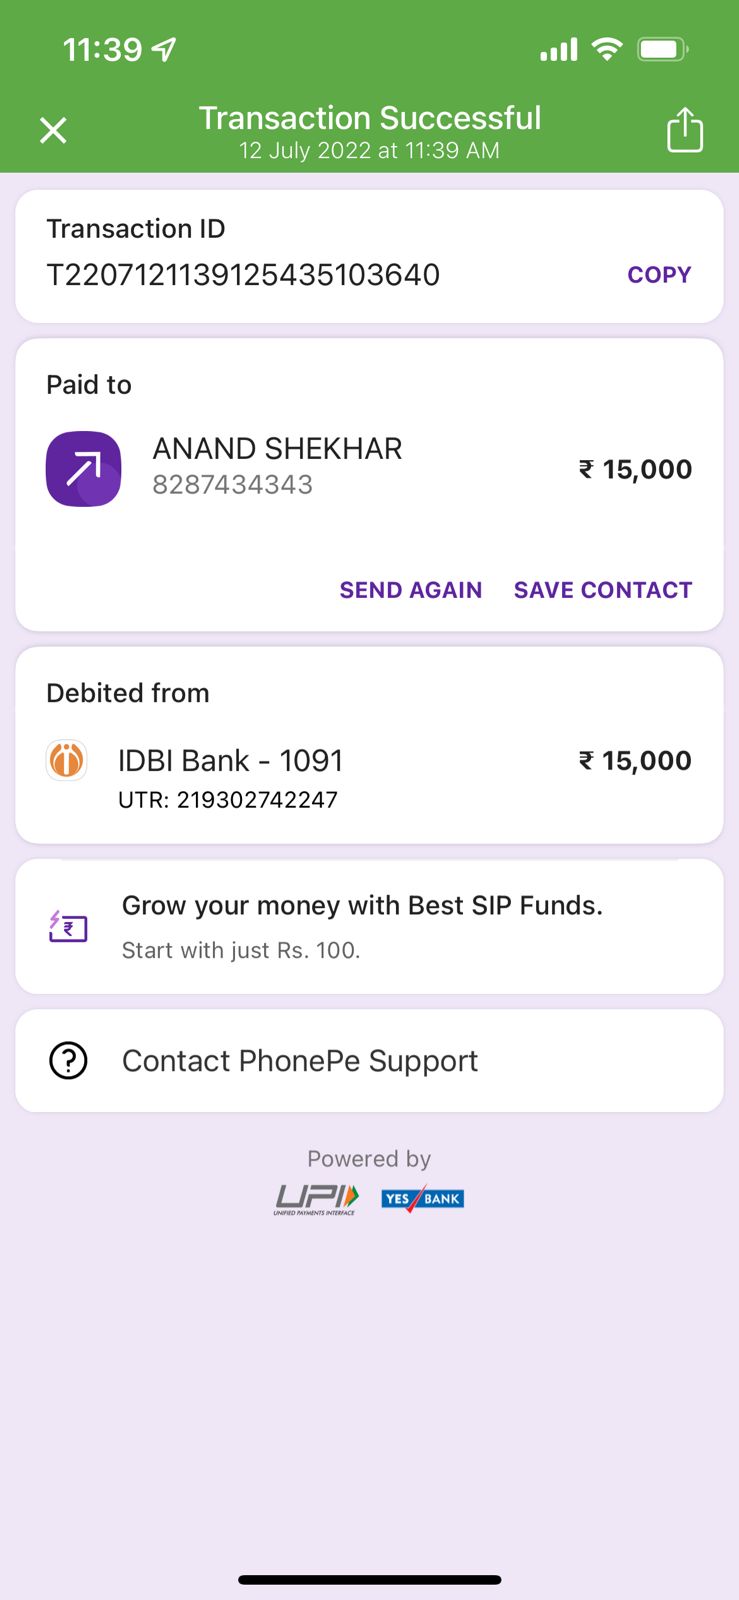 11:39
Transaction Successful
12 July 2022 at 11:39 AM
Transaction ID
T2207121139125435103640
COPY
Paid to
ANAND SHEKHAR
8287434343
₹ 15,000
SEND AGAIN
SAVE CONTACT
Debited from
IDBI Bank - 1091
₹ 15,000
UTR: 219302742247
Grow your money with Best SIP Funds.
Start with just Rs. 100.
Contact PhonePe Support
Powered by
UPI
UNIFIED PAYMENTS INTERFACE
YES BANK